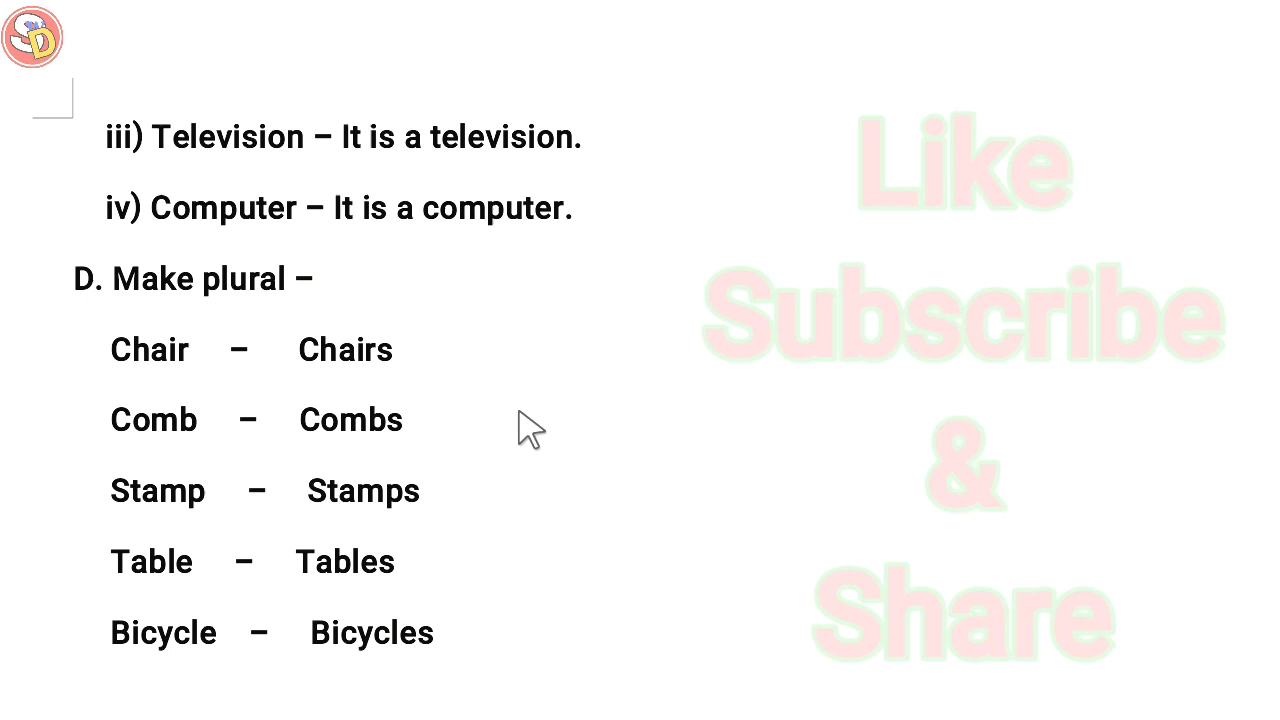 SD
iii) Television – It is a television.
iv) Computer – It is a computer.
D. Make plural –
Chair – Chairs
Comb – Combs
Stamp – Stamps
Table – Tables
Bicycle – Bicycles
Like
Subscribe
&
Share